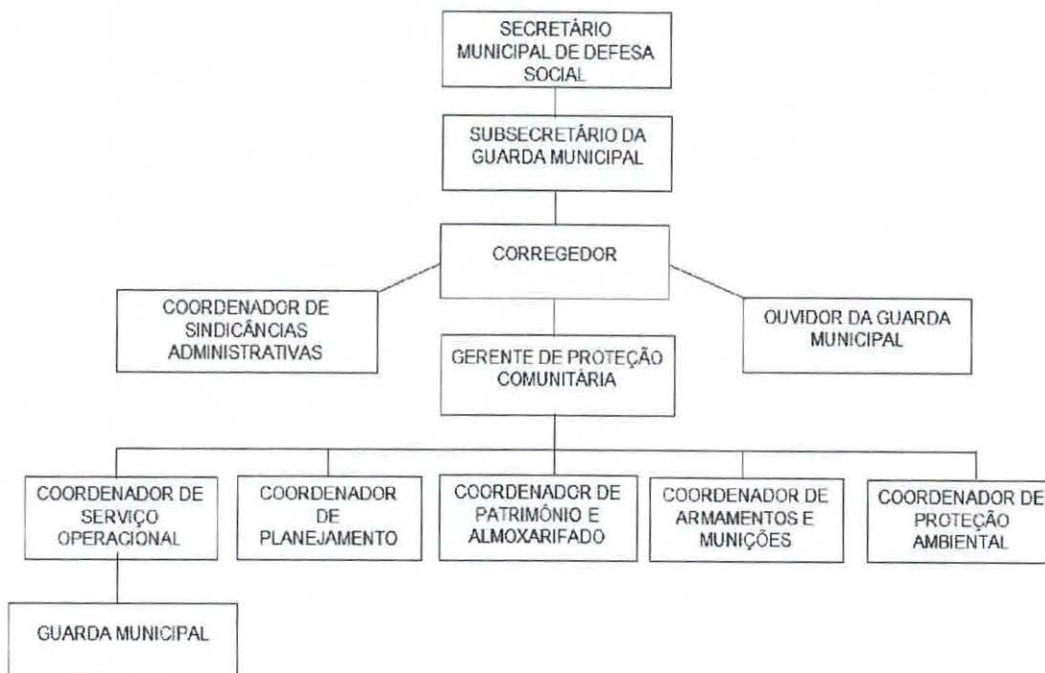 SECRETÁRIO
MUNICIPAL DE DEFESA
SOCIAL
SUBSECRETÁRIO DA
GUARDA MUNICIPAL
CORREGEDOR
COORDENADOR DE
SINDICÂNCIAS
ADMINISTRATIVAS
OUVIDOR DA GUARDA
MUNICIPAL
GERENTE DE PROTEÇÃO
COMUNITÁRIA
COORDENADOR DE
SERVIÇO
OPERACIONAL
COORDENADOR
DE
PLANEJAMENTO
COORDENADOR DE
PATRIMÔNIO E
ALMOXARIFADO
COORDENADOR DE
ARMAMENTOS E
MUNIÇÕES
COORDENADOR DE
PROTEÇÃO
AMBIENTAL
GUARDA MUNICIPAL